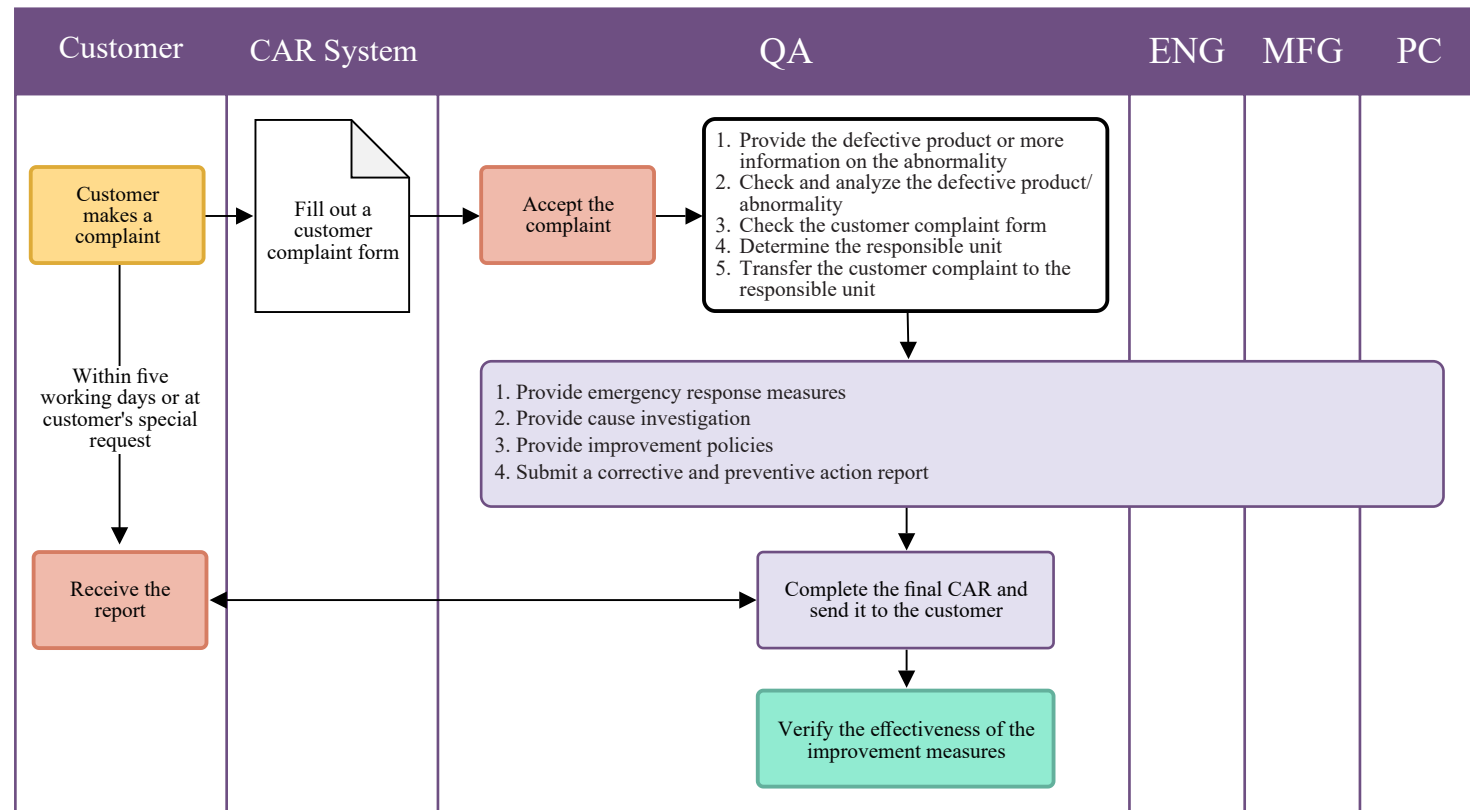 Customer
CAR System
QA
ENG
MFG
PC
Customer
makes a
complaint
Fill out a
customer
complaint form
Accept the
complaint
1. Provide the defective product or more
information on the abnormality
2. Check and analyze the defective product/
abnormality
3. Check the customer complaint form
4. Determine the responsible unit
5. Transfer the customer complaint to the
responsible unit
Within five
working days or at
customer's special
request
1. Provide emergency response measures
2. Provide cause investigation
3. Provide improvement policies
4. Submit a corrective and preventive action report
Receive the
report
Complete the final CAR and
send it to the customer
Verify the effectiveness of the
improvement measures